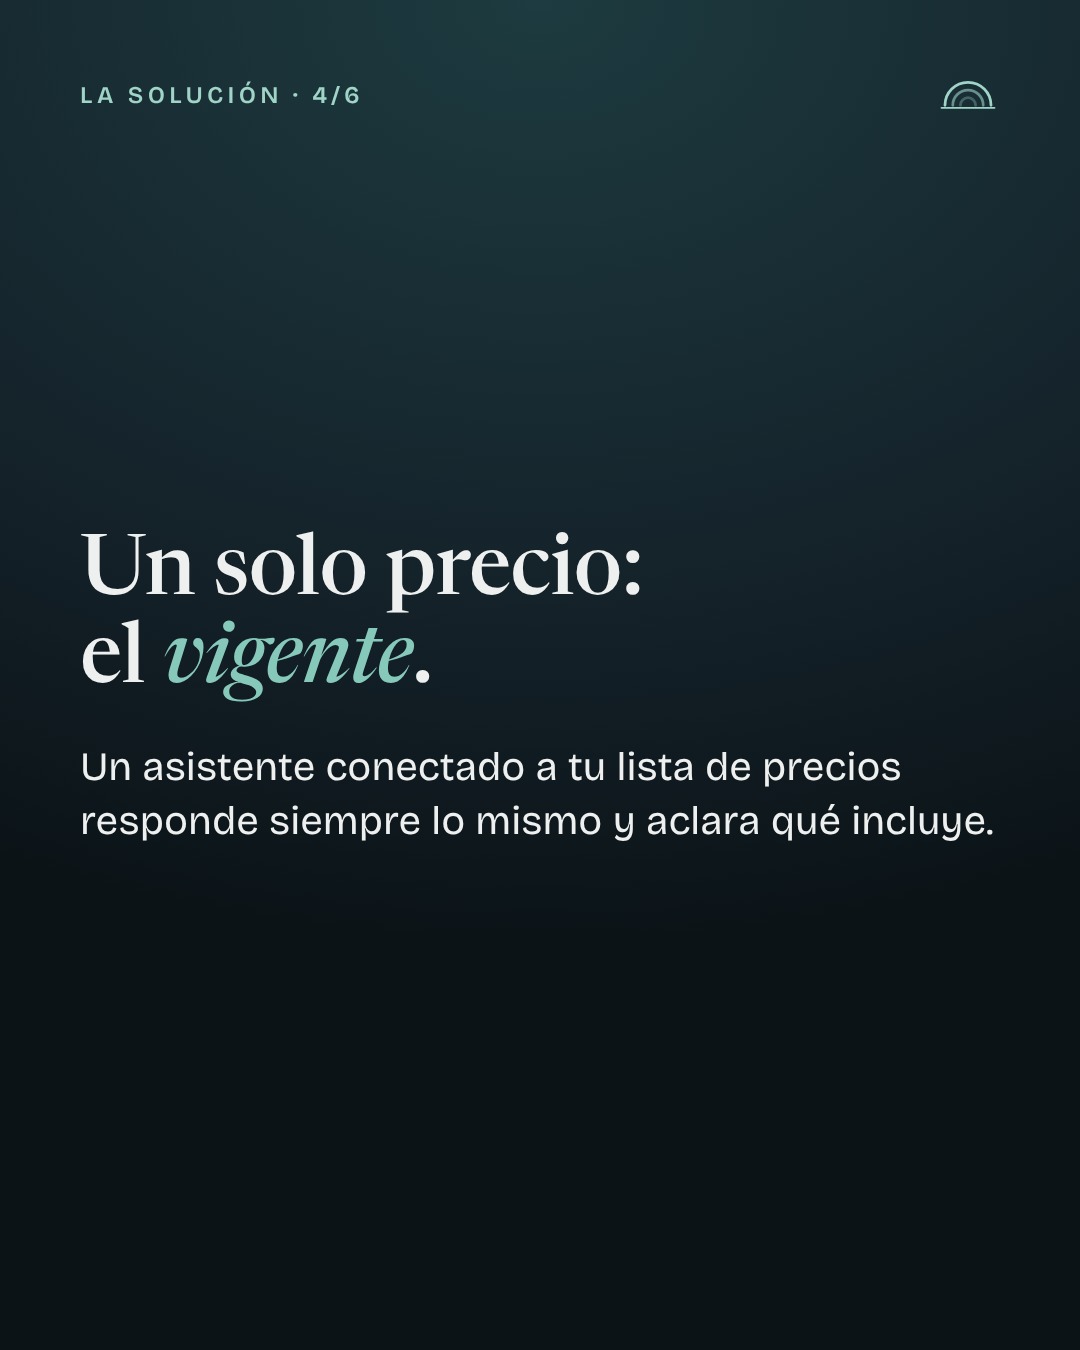 LA SOLUCIÓN · 4/6
Un solo precio:
el vigente.
Un asistente conectado a tu lista de precios
responde siempre lo mismo y aclara qué incluye.